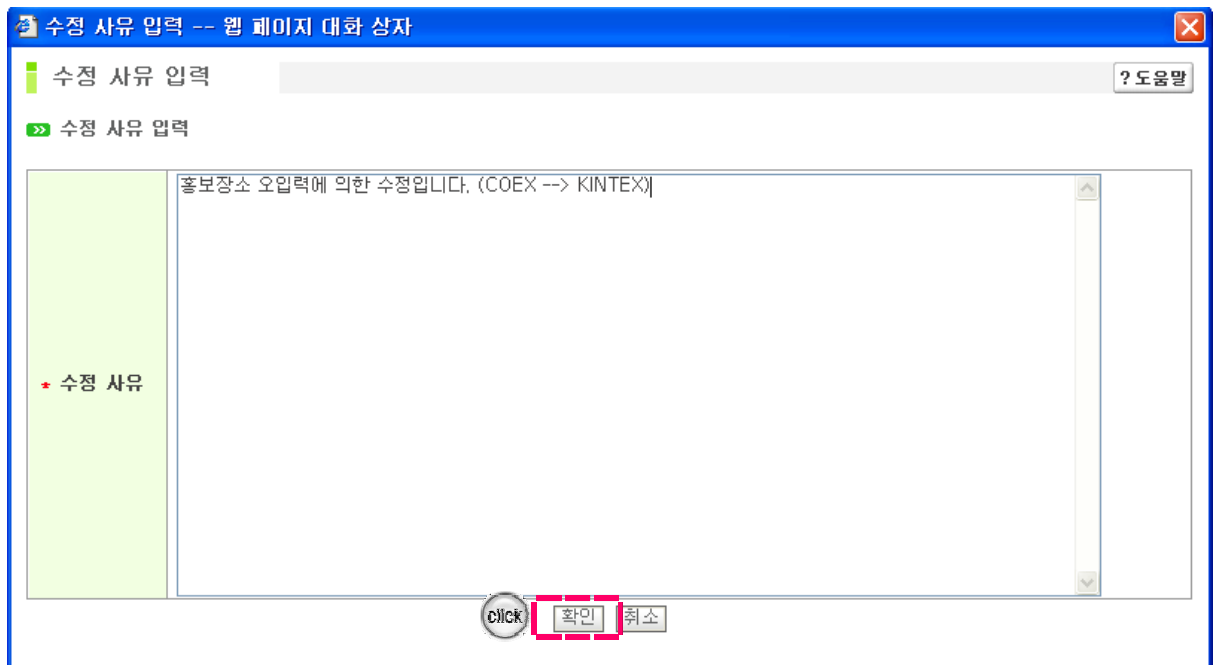 수정 사유 입력 -- 웹 페이지 대화 상자
수정 사유 입력
? 도움말
수정 사유 입력
홍보장소 오입력에 의한 수정입니다. (COEX --> KINTEX)
* 수정 사유
click 확인 취소